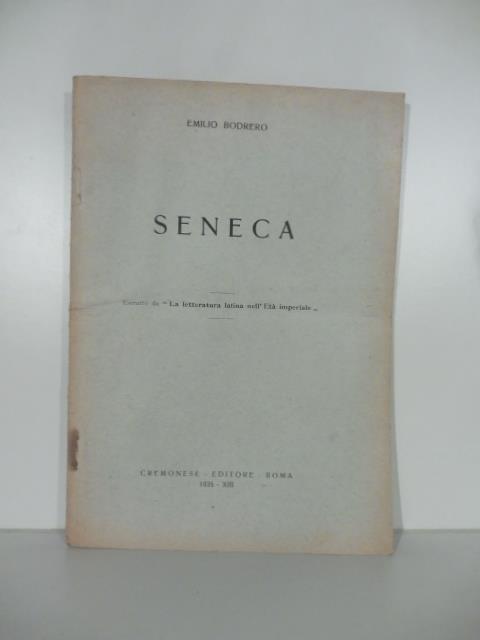 EMILIO BODRERO
SENECA
Estratto da "La letteratura latina nell'Età imperiale„
CREMONESE - EDITORE - ROMA
1935 - XIII